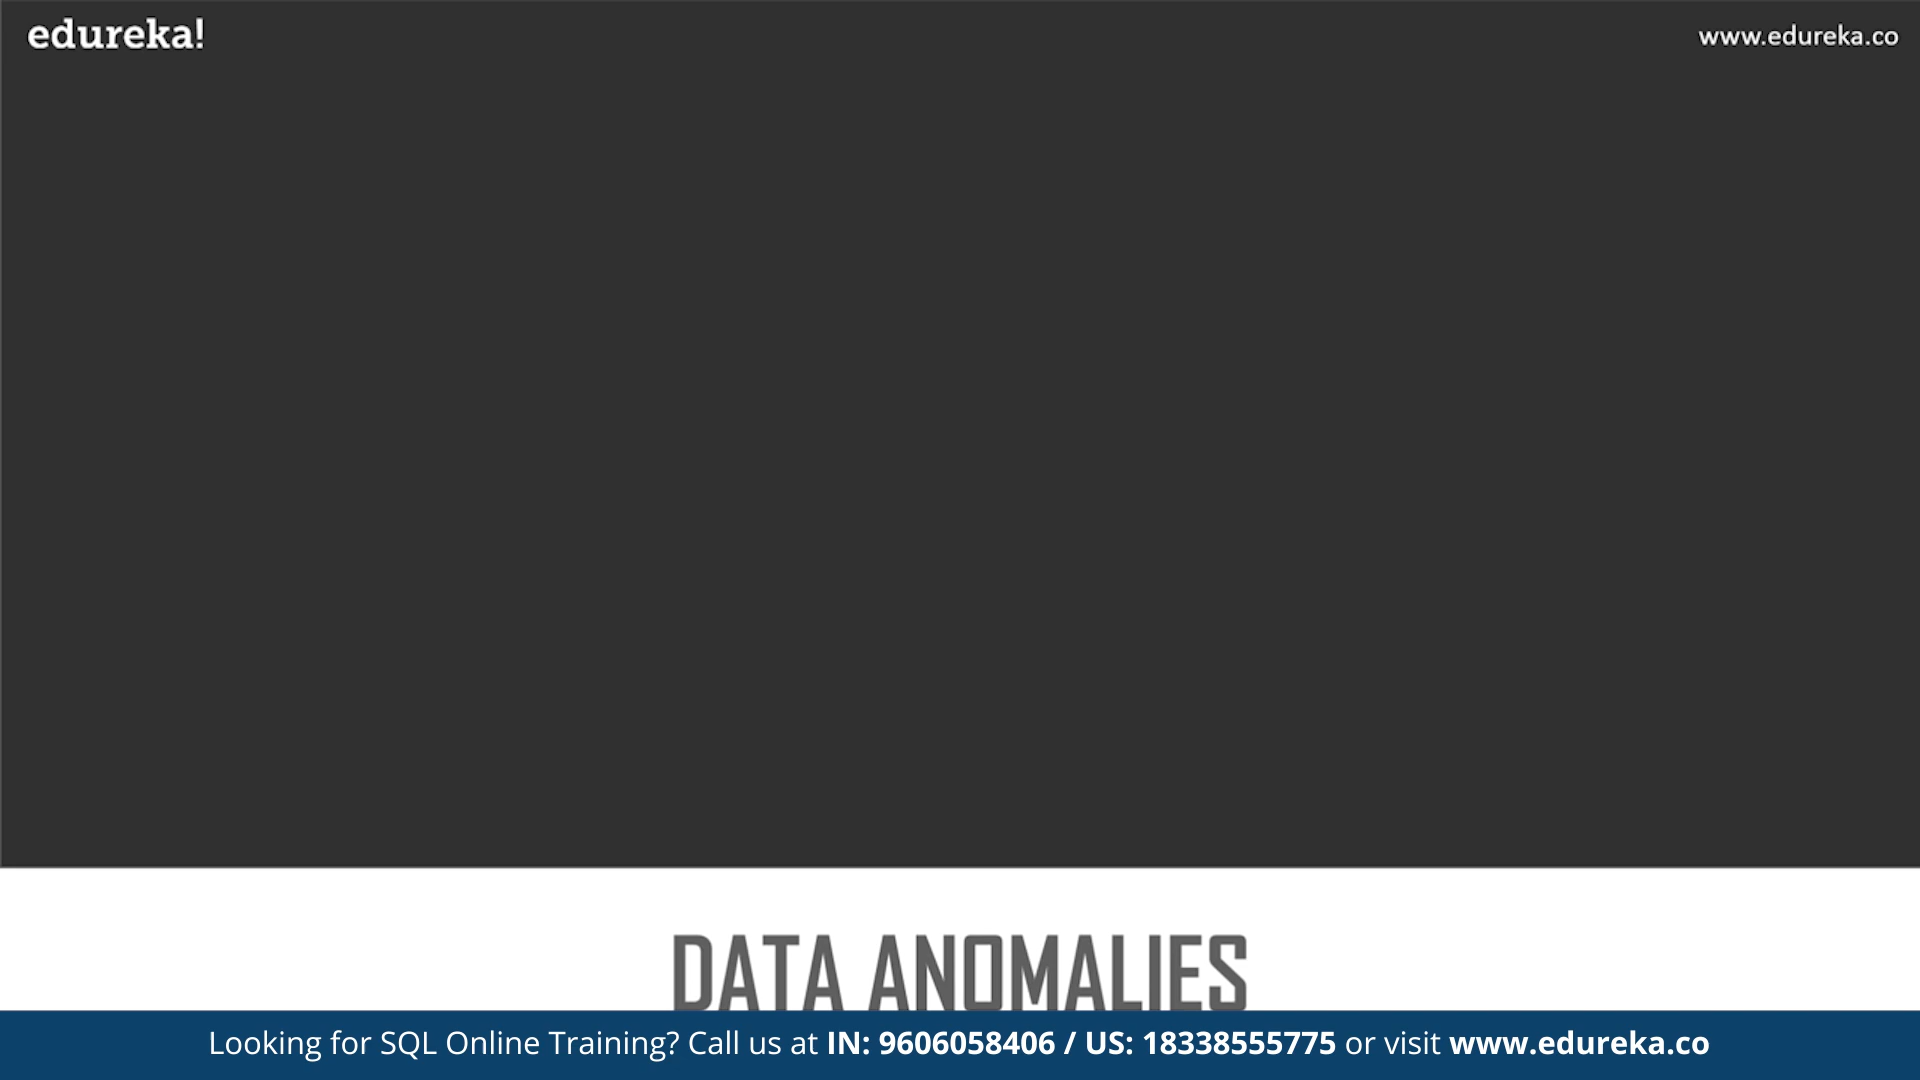 edureka!
www.edureka.co
DATA ANOMALIES
Looking for SQL Online Training? Call us at IN: 9606058406 / US: 18338555775 or visit www.edureka.co